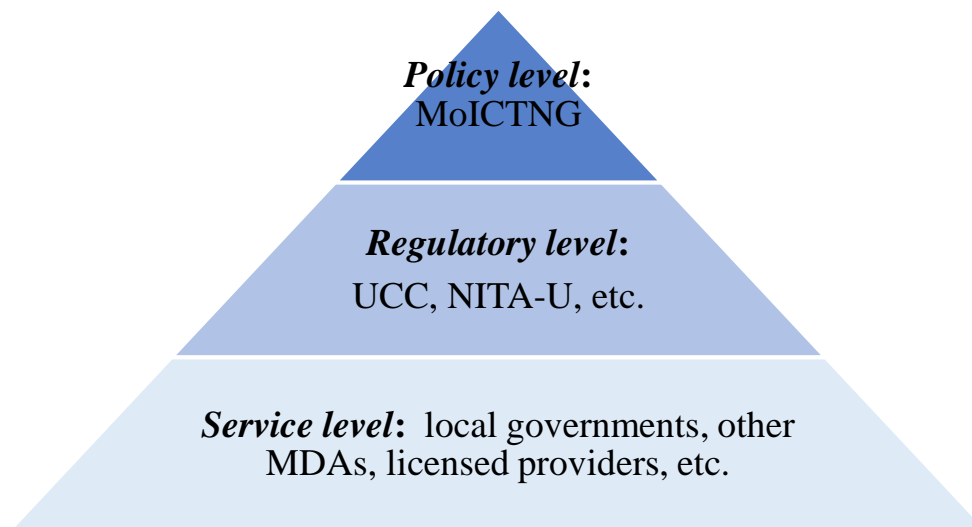 Policy level:
MoICTNG
Regulatory level:
UCC, NITA-U, etc.
Service level:  local governments, other
MDAs, licensed providers, etc.